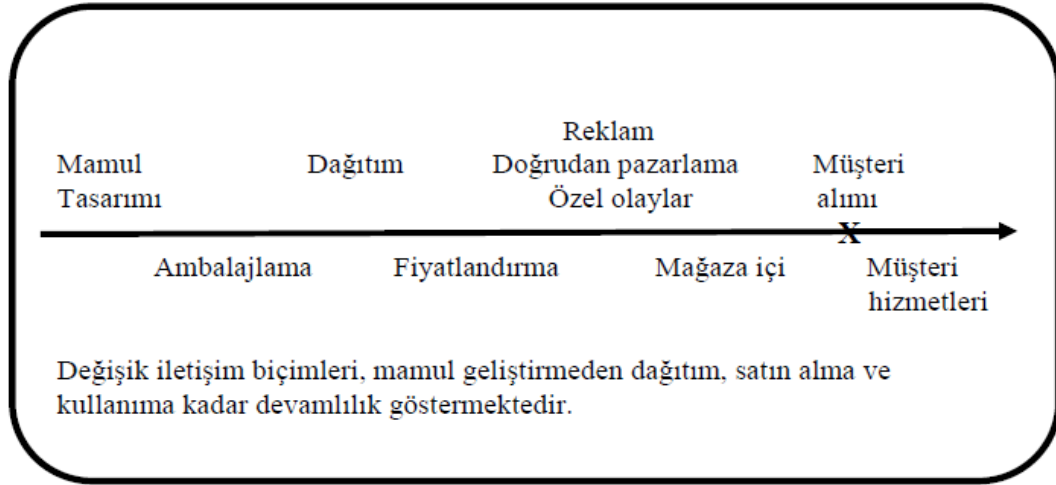 Reklam
Mamul Dağıtım Doğrudan pazarlama Müşteri
Tasarımı Özel olaylar alımı
X
Ambalajlama Fiyatlandırma Mağaza içi Müşteri
hizmetleri
Değişik iletişim biçimleri, mamul geliştirmeden dağıtım, satın alma ve
kullanıma kadar devamlılık göstermektedir.